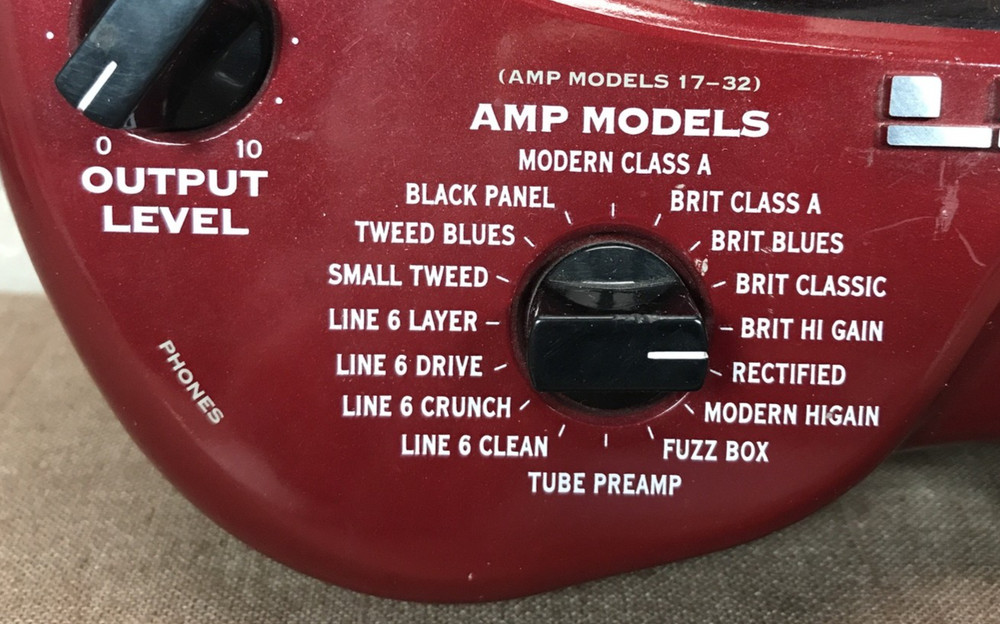 0 10
OUTPUT
LEVEL
PHONES
(AMP MODELS 17–32)
AMP MODELS
MODERN CLASS A
BLACK PANEL
BRIT CLASS A
TWEED BLUES
BRIT BLUES
SMALL TWEED
BRIT CLASSIC
LINE 6 LAYER
BRIT HI GAIN
LINE 6 DRIVE
RECTIFIED
LINE 6 CRUNCH
MODERN HIGAIN
LINE 6 CLEAN
FUZZ BOX
TUBE PREAMP